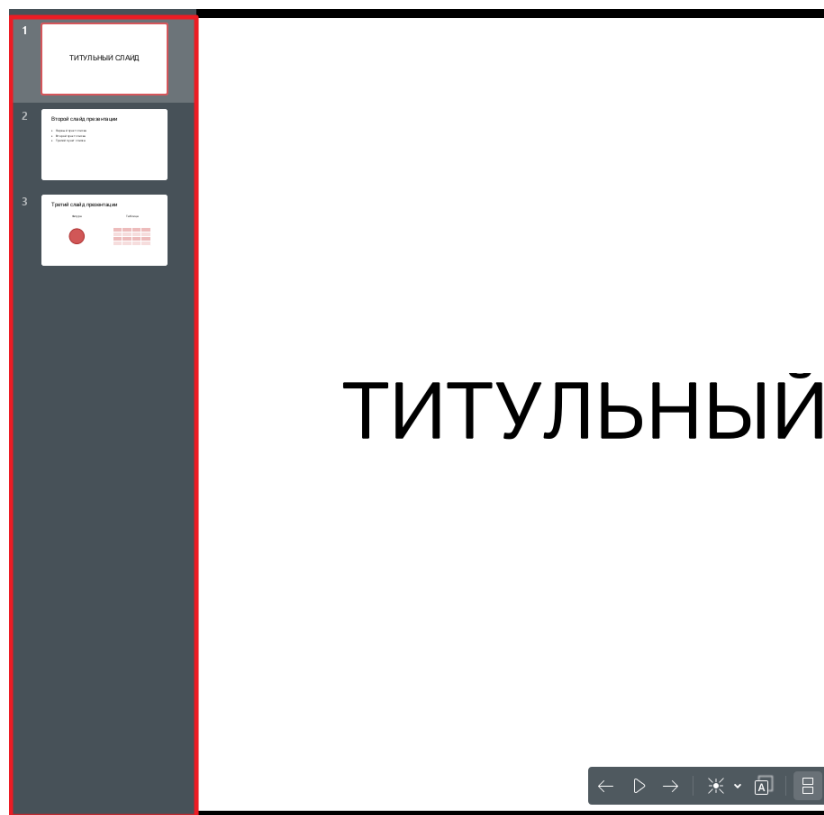 1
ТИТУЛЬНЫЙ СЛАЙД
2
Второй слайд презентации
3
Третий слайд презентации
ТИТУЛЬНЫЙ
A